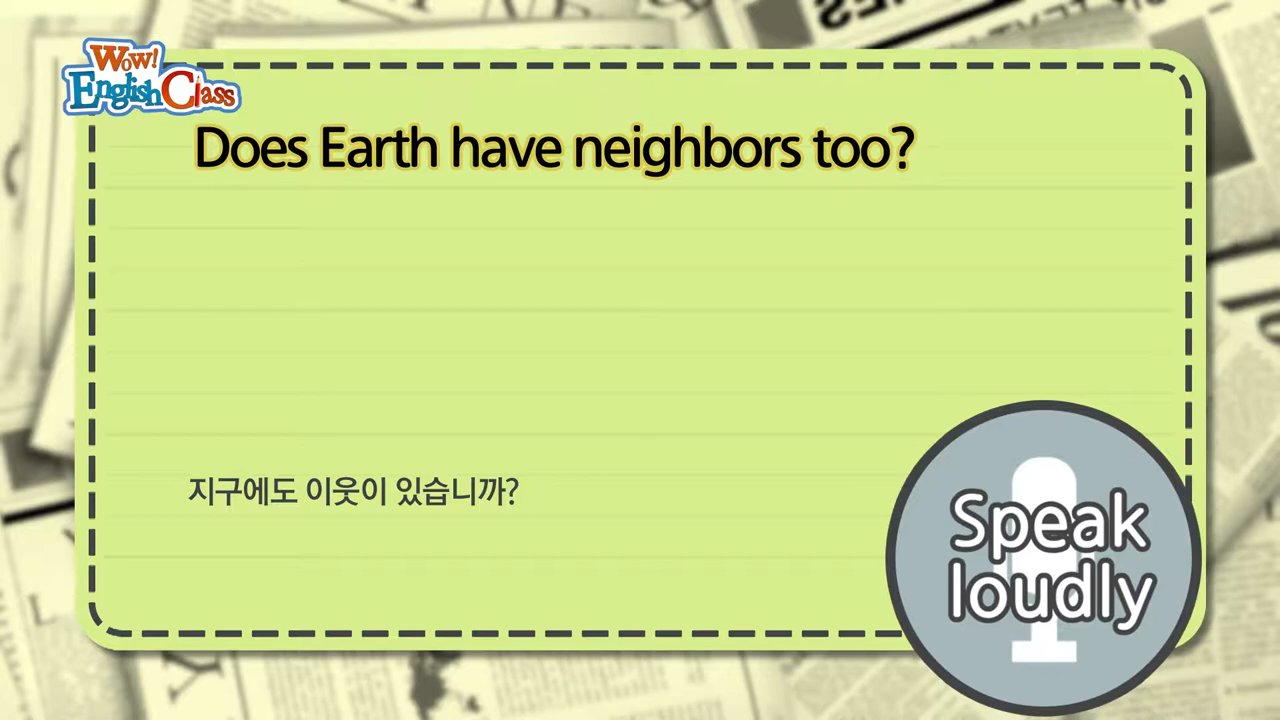 Wow!
English Class
Does Earth have neighbors too?
지구에도 이웃이 있습니까?
Speak
loudly